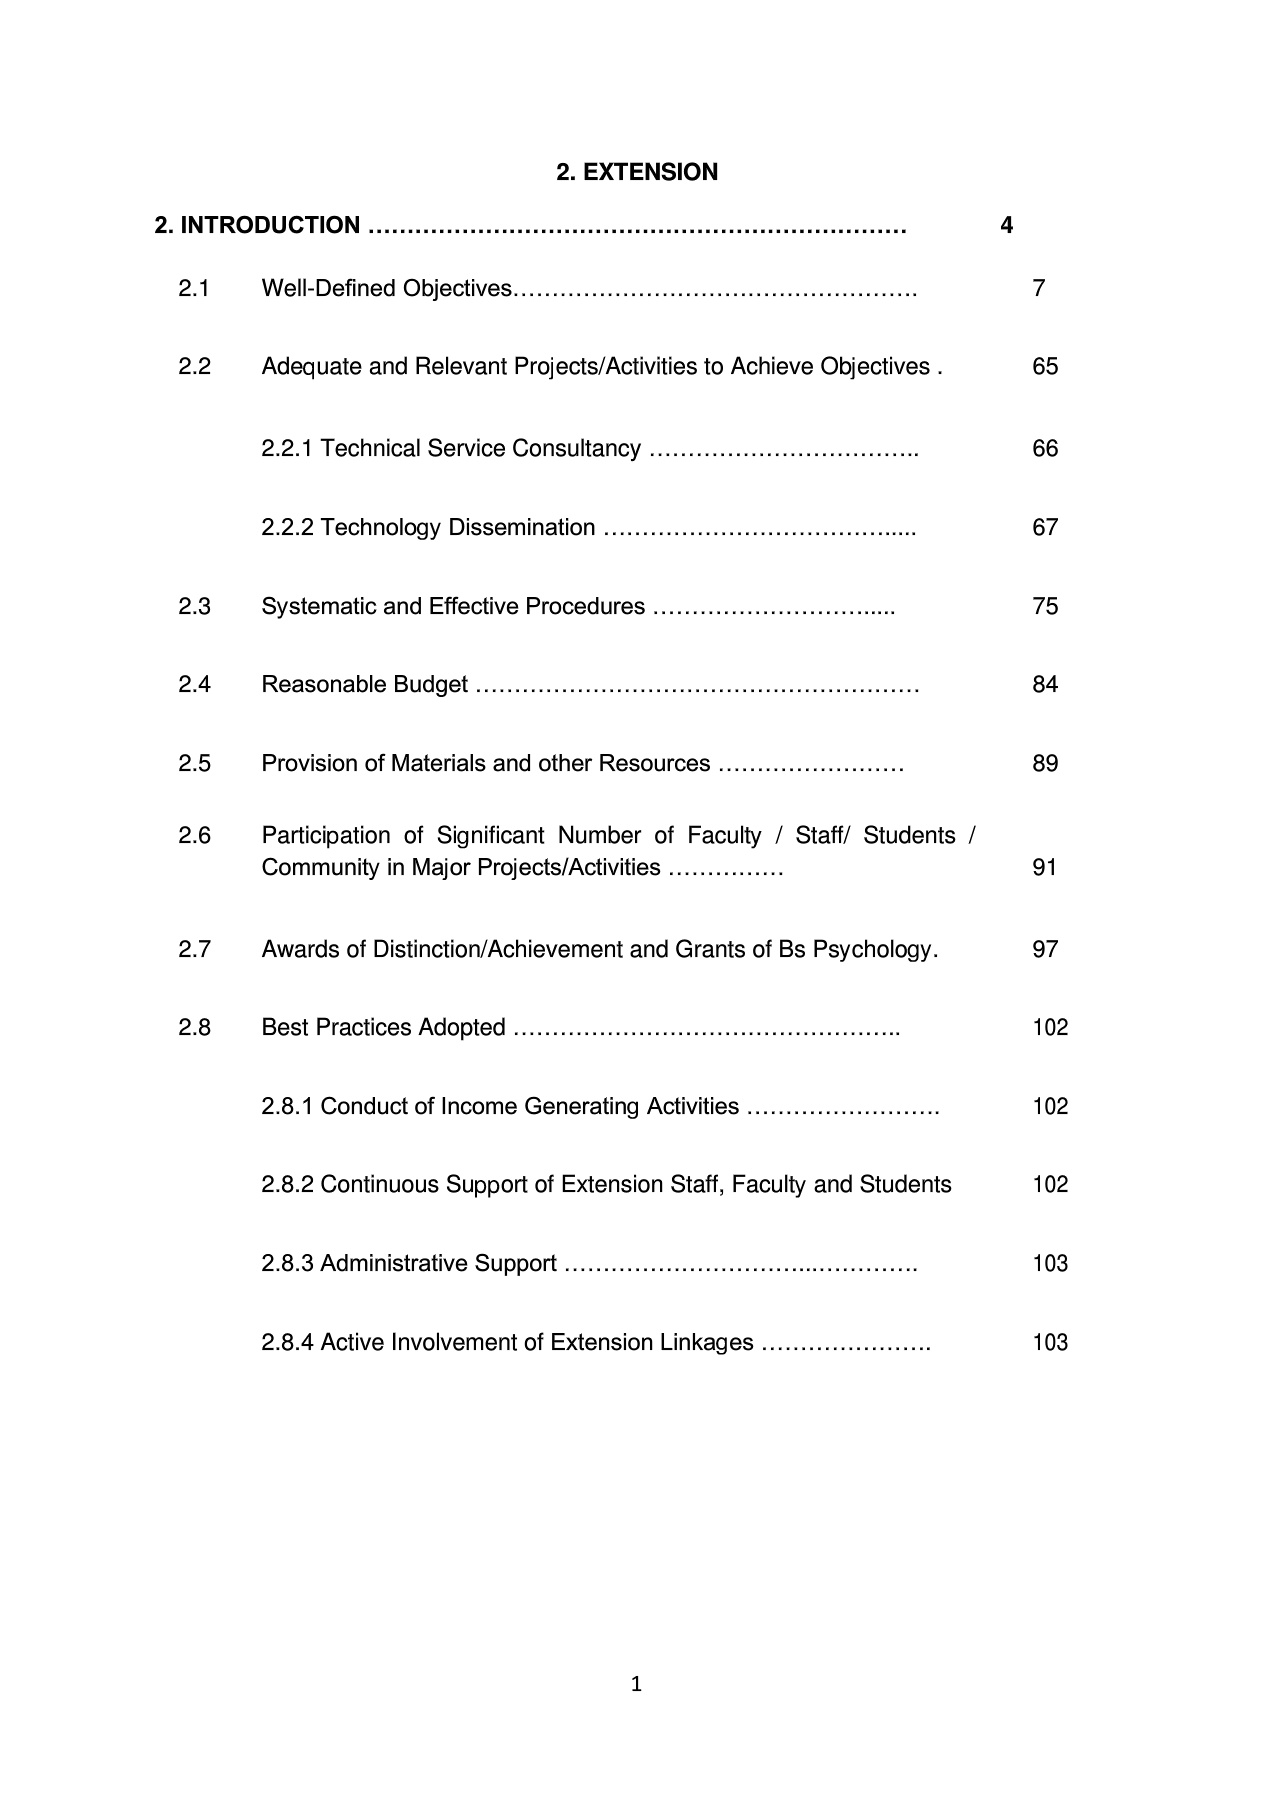 2. EXTENSION
2. INTRODUCTION …………………………………………………………… 4
2.1 Well-Defined Objectives……………………………………………. 7
2.2 Adequate and Relevant Projects/Activities to Achieve Objectives . 65
2.2.1 Technical Service Consultancy …………………………….. 66
2.2.2 Technology Dissemination ………………………………..... 67
2.3 Systematic and Effective Procedures ………………………..... 75
2.4 Reasonable Budget ………………………………………………… 84
2.5 Provision of Materials and other Resources …………………… 89
2.6 Participation of Significant Number of Faculty / Staff/ Students /
Community in Major Projects/Activities …………… 91
2.7 Awards of Distinction/Achievement and Grants of Bs Psychology. 97
2.8 Best Practices Adopted ………………………………………….. 102
2.8.1 Conduct of Income Generating Activities ……………………. 102
2.8.2 Continuous Support of Extension Staff, Faculty and Students 102
2.8.3 Administrative Support …………………………..…………. 103
2.8.4 Active Involvement of Extension Linkages …………………. 103
1